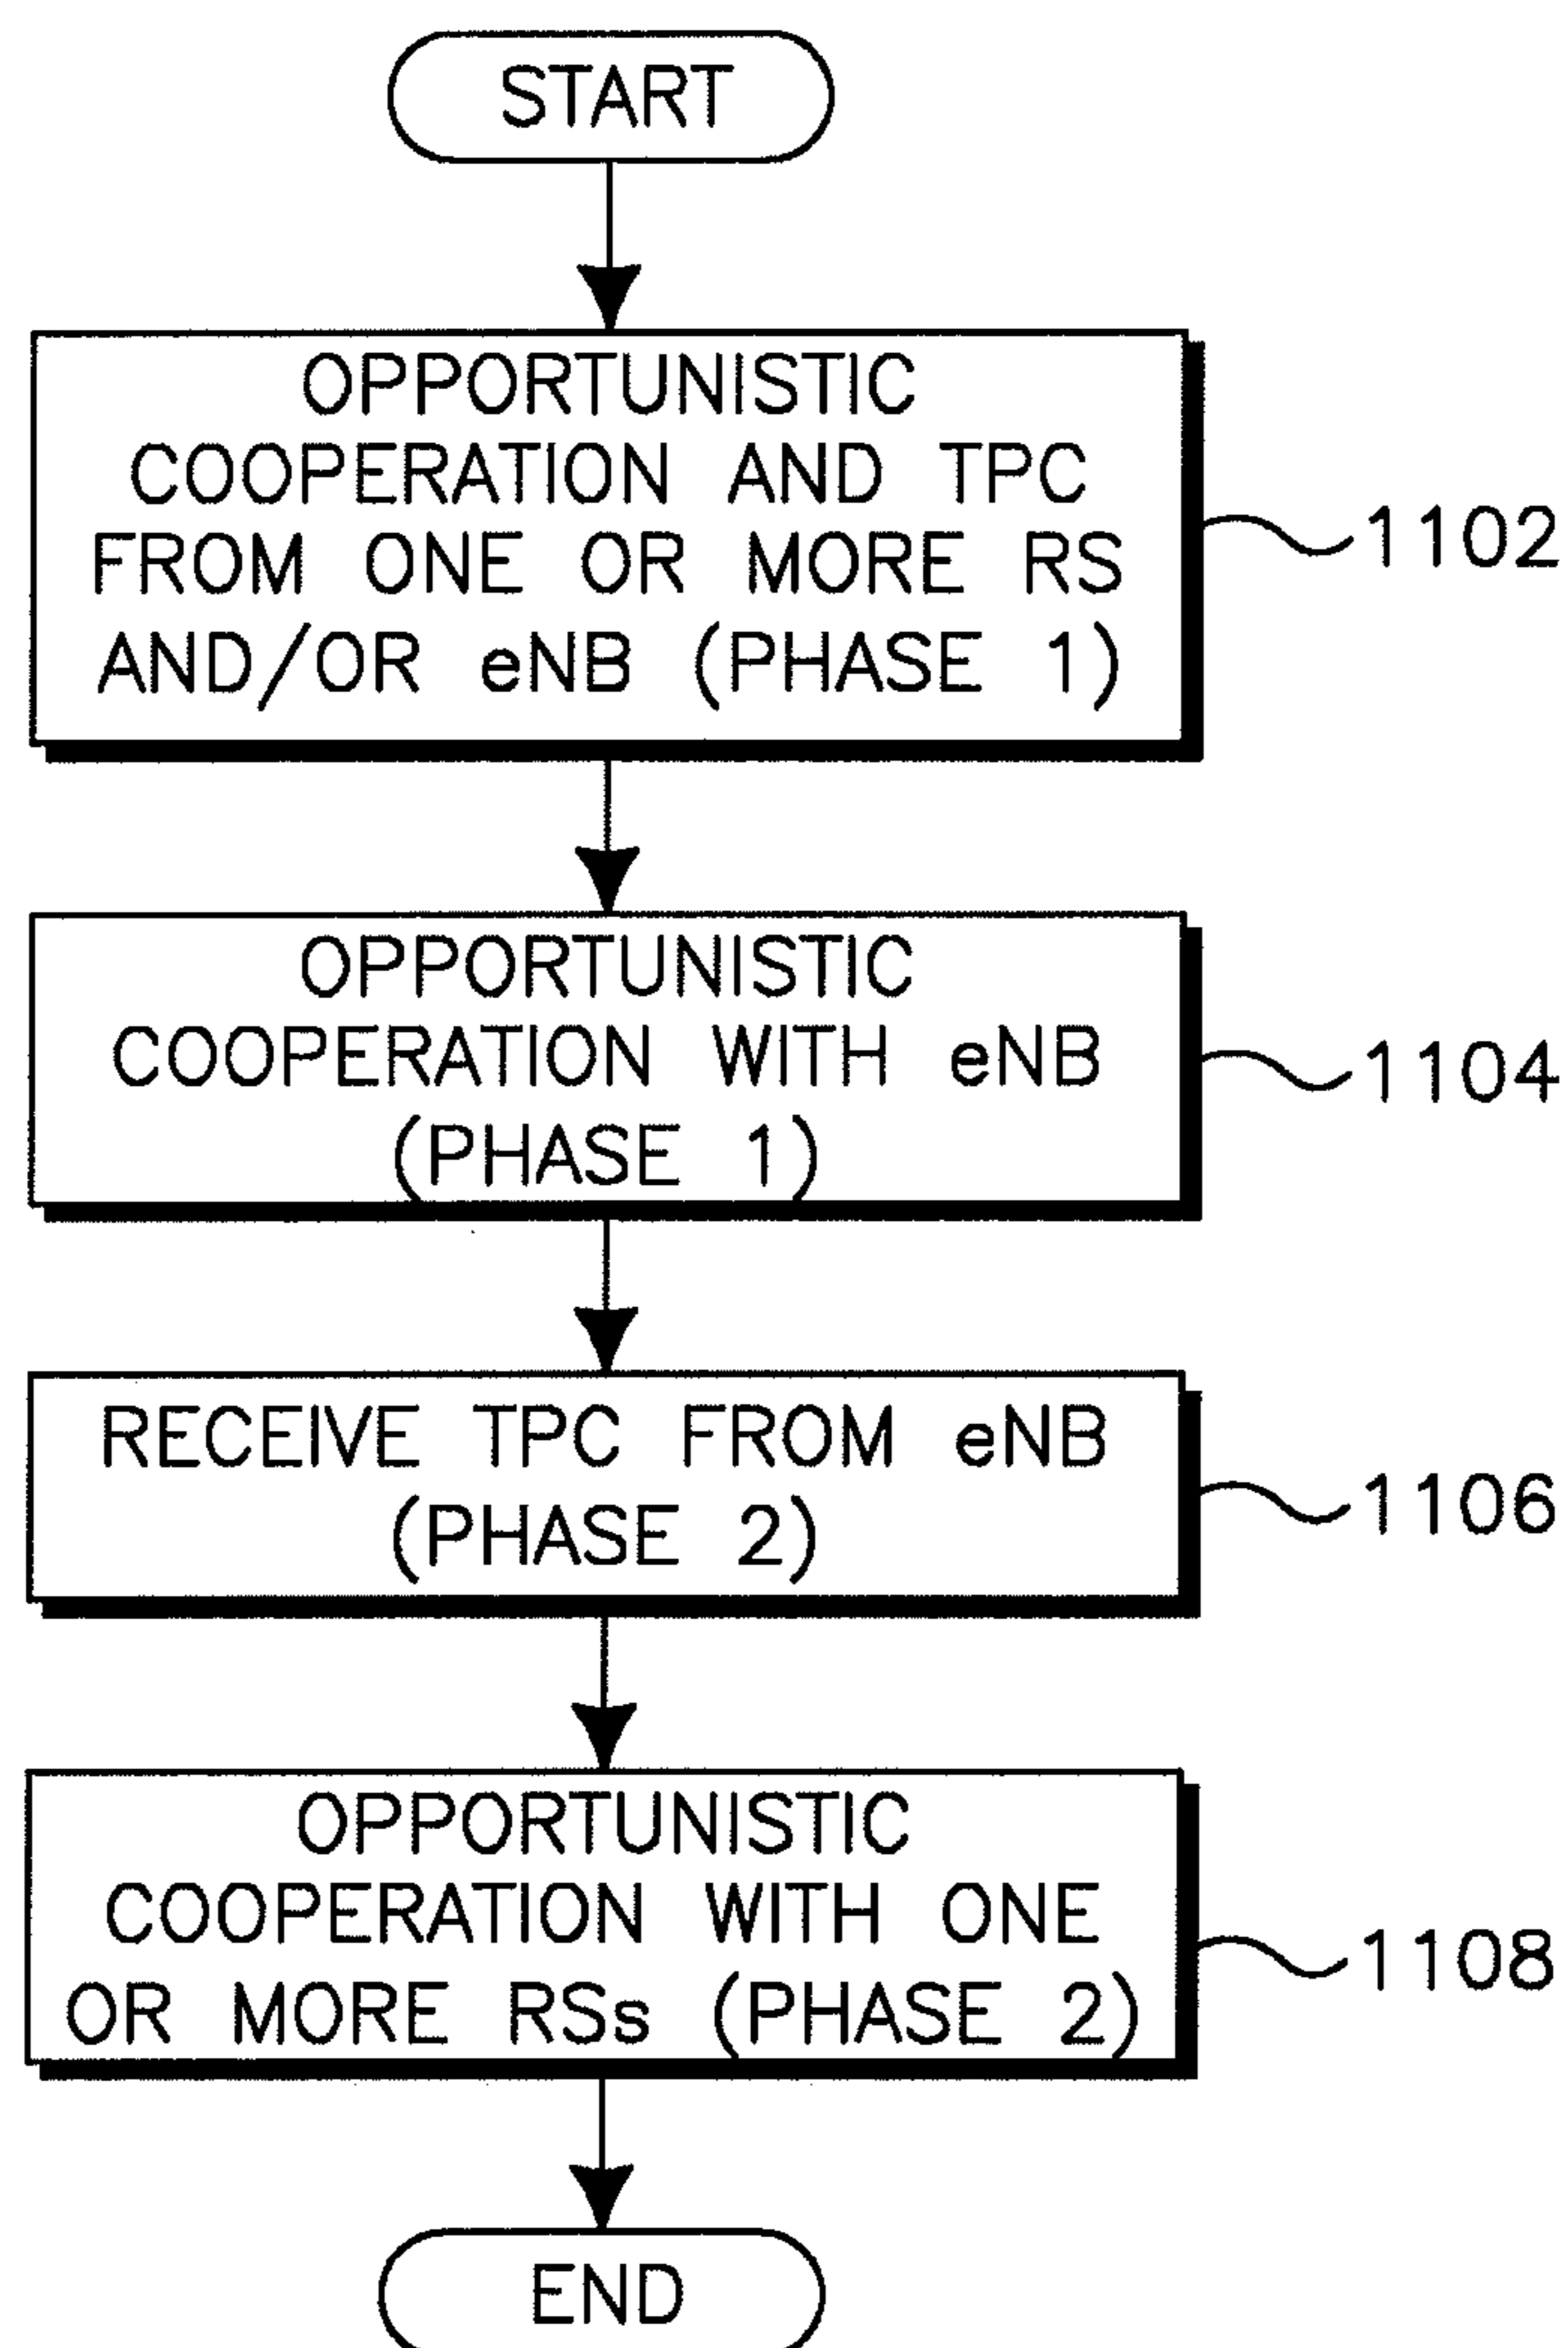 START
OPPORTUNISTIC
COOPERATION AND TPC
FROM ONE OR MORE RS
AND/OR eNB (PHASE 1)
1102
OPPORTUNISTIC
COOPERATION WITH eNB
(PHASE 1)
1104
RECEIVE TPC FROM eNB
(PHASE 2)
1106
OPPORTUNISTIC
COOPERATION WITH ONE
OR MORE RSs (PHASE 2)
1108
END